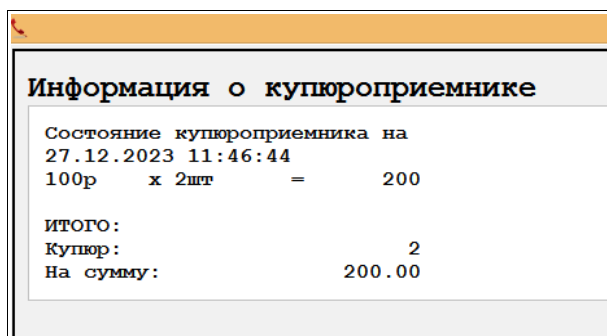 Информация о купюроприемнике
Состояние купюроприемника на
27.12.2023 11:46:44
100р x 2шт = 200
ИТОГО:
Купюр: 2
На сумму: 200.00